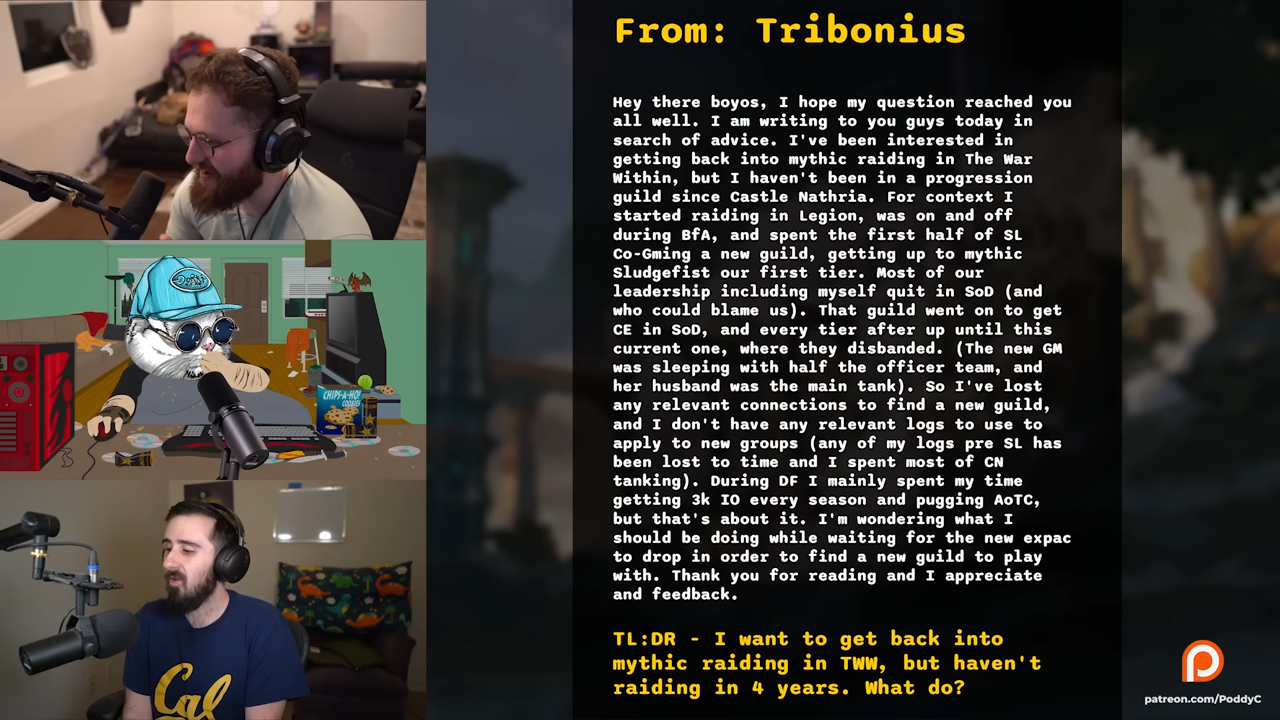 From: Tribonius
Hey there boyos, I hope my question reached you
all well. I am writing to you guys today in
search of advice. I've been interested in
getting back into mythic raiding in The War
Within, but I haven't been in a progression
guild since Castle Nathria. For context I
started raiding in Legion, was on and off
during BfA, and spent the first half of SL
Co-Gming a new guild, getting up to mythic
Sludgefist our first tier. Most of our
leadership including myself quit in SoD (and
who could blame us). That guild went on to get
CE in SoD, and every tier after up until this
current one, where they disbanded. (The new GM
was sleeping with half the officer team, and
her husband was the main tank). So I've lost
any relevant connections to find a new guild,
and I don't have any relevant logs to use to
apply to new groups (any of my logs pre SL has
been lost to time and I spent most of CN
tanking). During DF I mainly spent my time
getting 3k IO every season and pugging AoTC,
but that's about it. I'm wondering what I
should be doing while waiting for the new expac
to drop in order to find a new guild to play
with. Thank you for reading and I appreciate
and feedback.
TL:DR - I want to get back into
mythic raiding in TWW, but haven't
raiding in 4 years. What do?
CHIPS-A-HO!
COOKIES
Cal
patreon.com/PoddyC